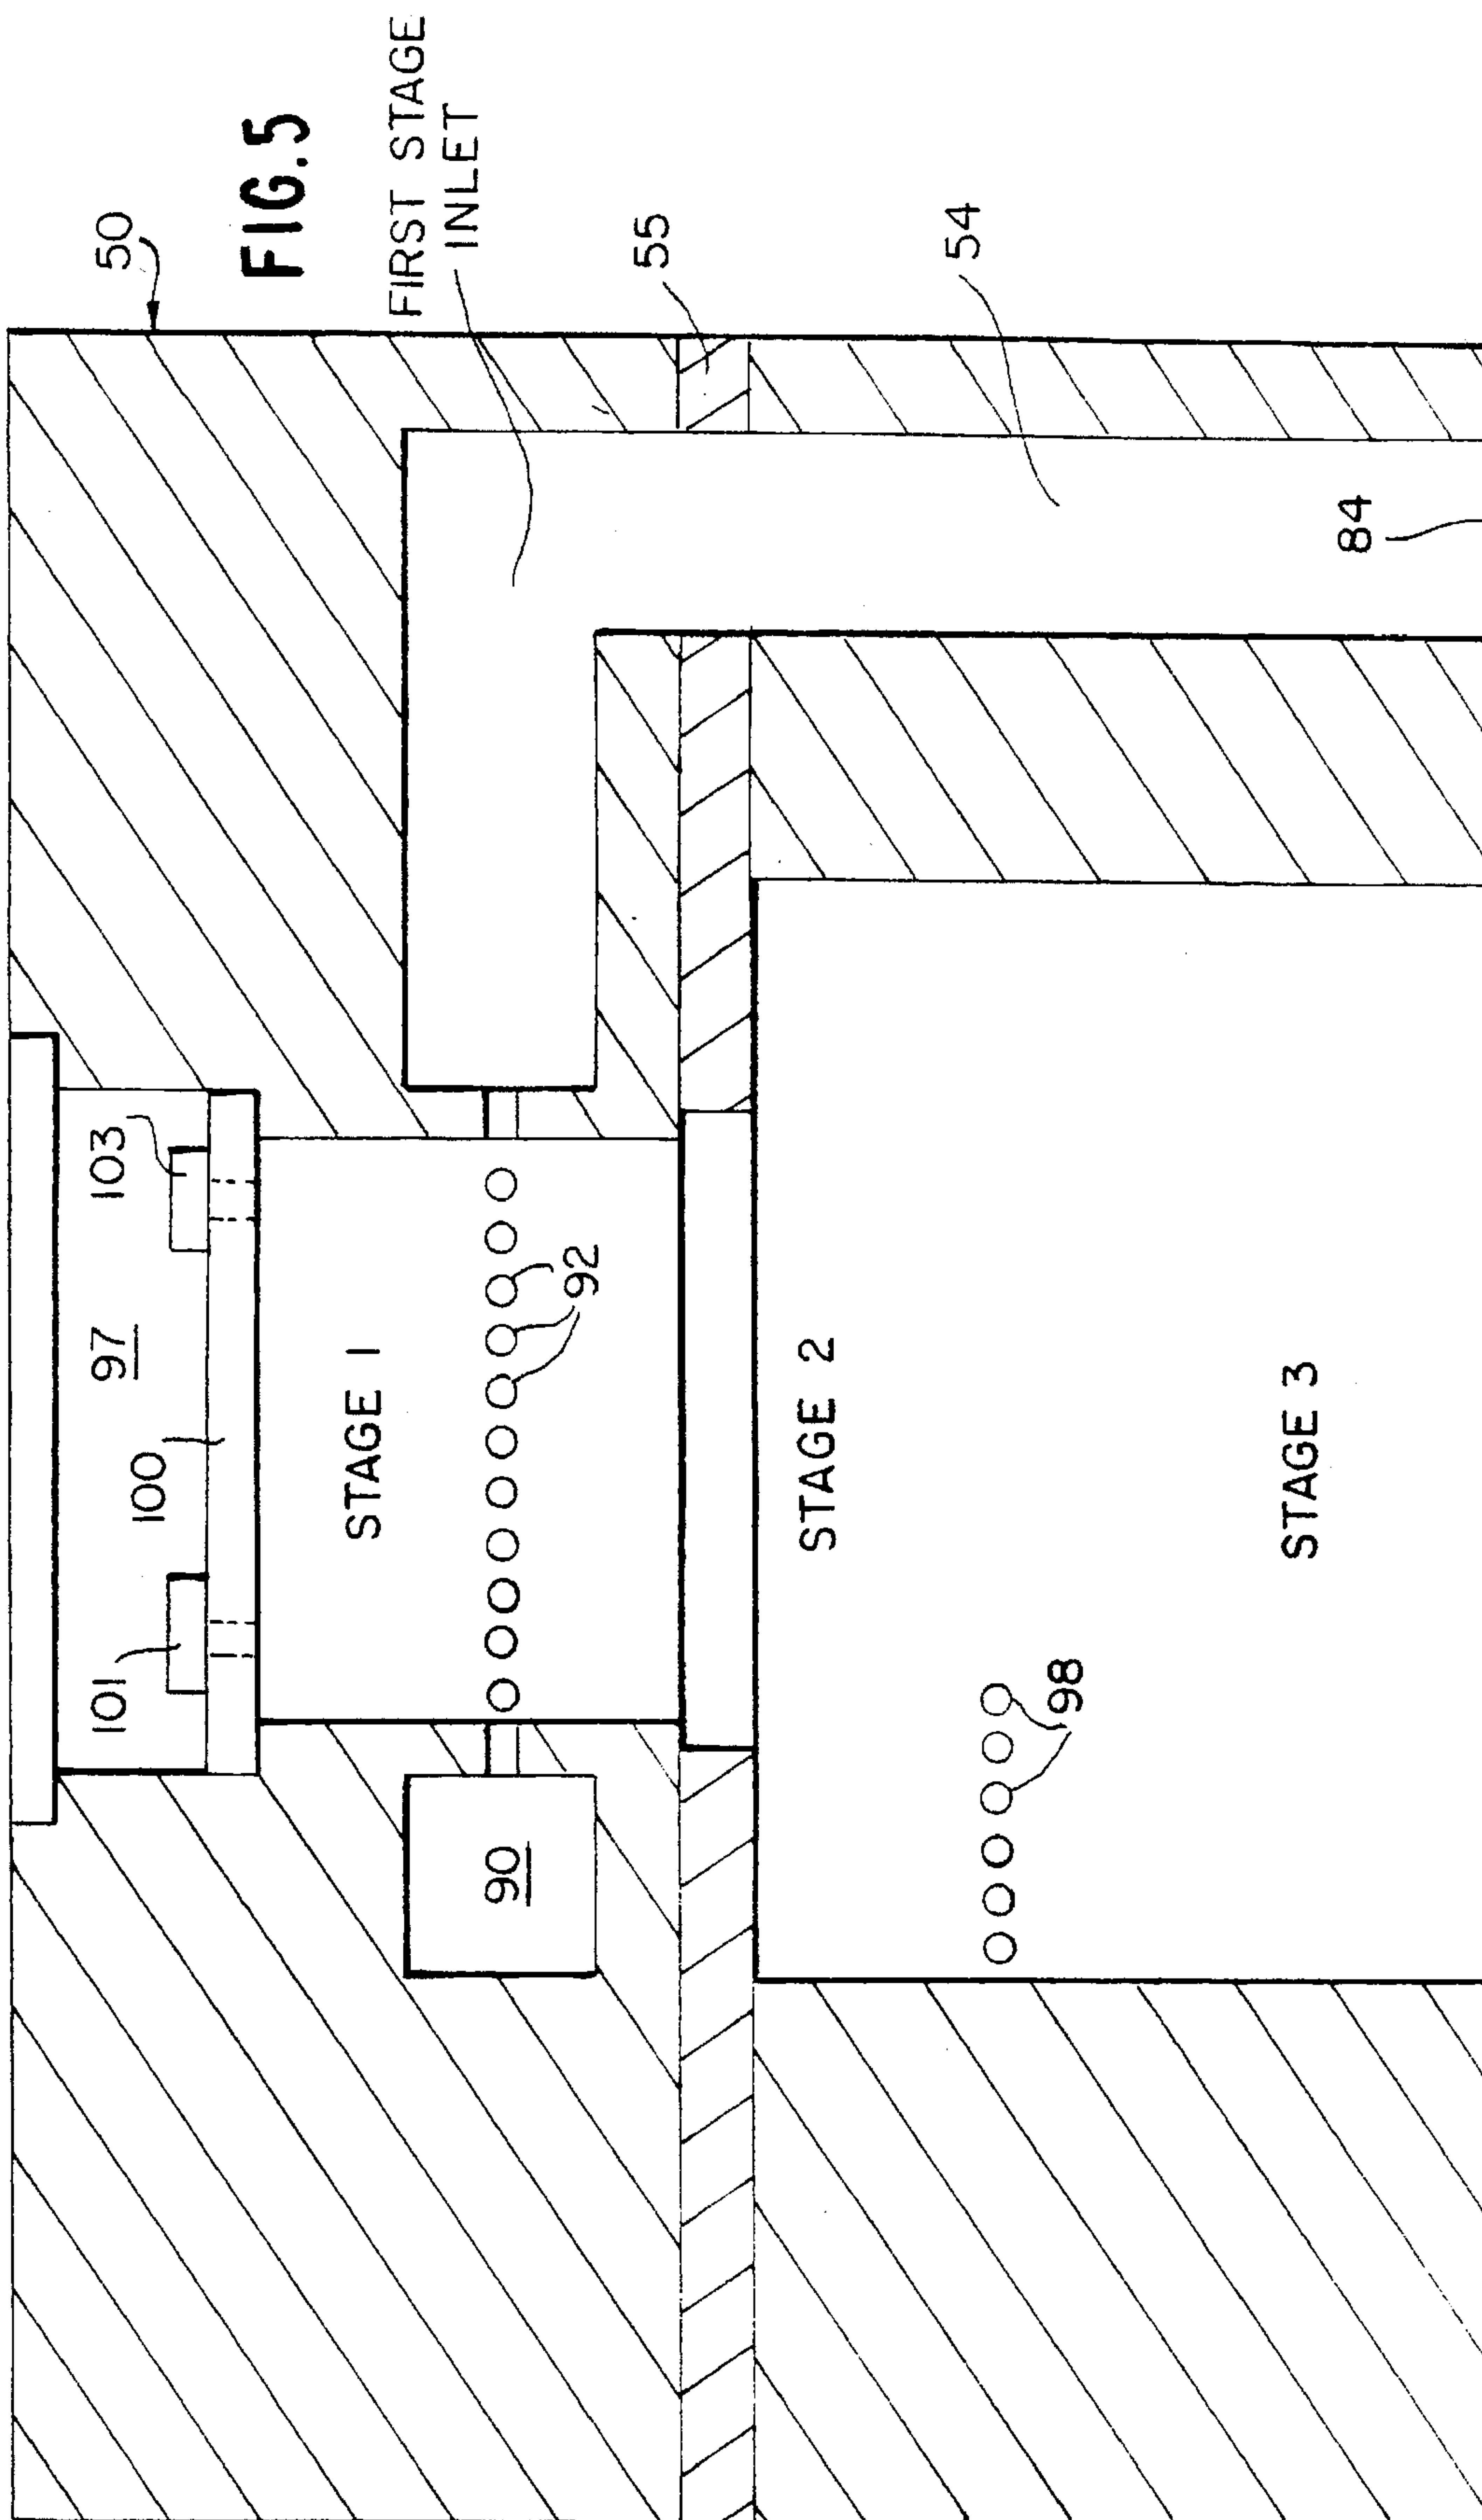 FIG.5
50
FIRST STAGE
INLET
55
54
84
103
97
100
101
STAGE 1
92
90
STAGE 2
STAGE 3
98